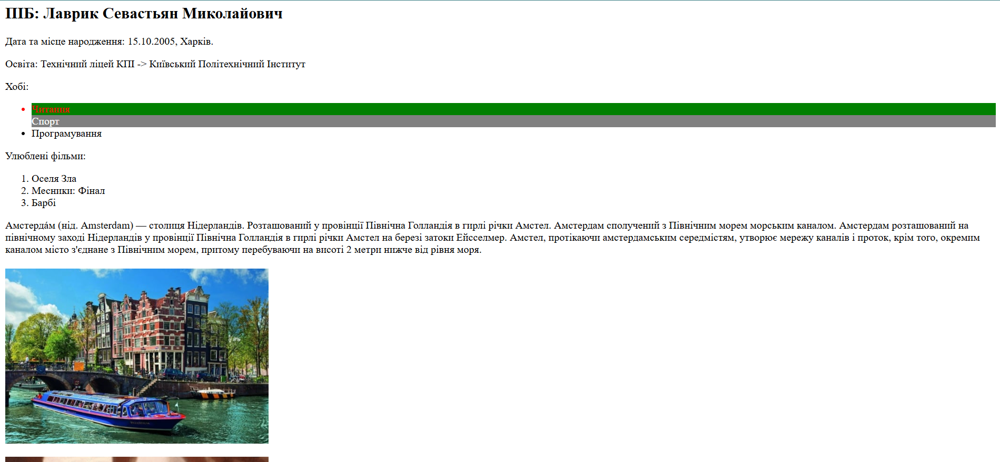 ПІБ: Лаврик Севастьян Миколайович
Дата та місце народження: 15.10.2005, Харків.
Освіта: Технічний ліцей КПІ -> Київський Політехнічний Інститут
Хобі:
• Читання
Спорт
• Програмування
Улюблені фільми:
1. Оселя Зла
2. Месники: Фінал
3. Барбі
Амстерда́м (нід. Amsterdam) — столиця Нідерландів. Розташований у провінції Північна Голландія в гирлі річки Амстел. Амстердам сполучений з Північним морем морським каналом. Амстердам розташований на
північному заході Нідерландів у провінції Північна Голландія в гирлі річки Амстел на березі затоки Ейсселмер. Амстел, протікаючи амстердамським середмістям, утворює мережу каналів і проток, крім того, окремим
каналом місто з'єднане з Північним морем, притому перебуваючи на висоті 2 метри нижче від рівня моря.